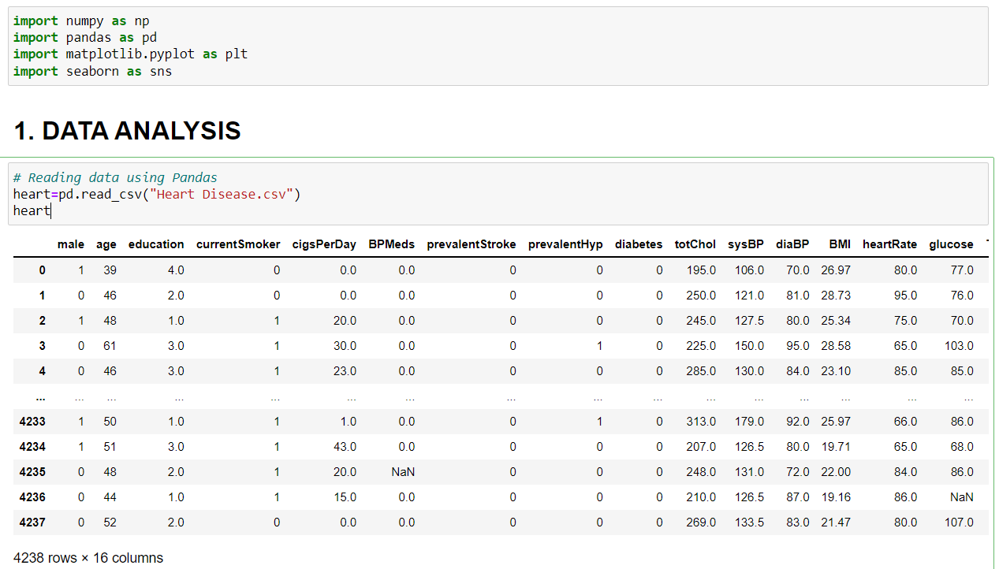 import numpy as np
import pandas as pd
import matplotlib.pyplot as plt
import seaborn as sns
1. DATA ANALYSIS
# Reading data using Pandas
heart=pd.read_csv("Heart Disease.csv")
heart
male age education currentSmoker cigsPerDay BPMeds prevalentStroke prevalentHyp diabetes totChol sysBP diaBP BMI heartRate glucose
0 1 39 4.0 0 0.0 0.0 0 0 0 195.0 106.0 70.0 26.97 80.0 77.0
1 0 46 2.0 0 0.0 0.0 0 0 0 250.0 121.0 81.0 28.73 95.0 76.0
2 1 48 1.0 1 20.0 0.0 0 0 0 245.0 127.5 80.0 25.34 75.0 70.0
3 0 61 3.0 1 30.0 0.0 0 1 0 225.0 150.0 95.0 28.58 65.0 103.0
4 0 46 3.0 1 23.0 0.0 0 0 0 285.0 130.0 84.0 23.10 85.0 85.0
... ... ... ... ... ... ... ... ... ... ... ... ... ... ... ...
4233 1 50 1.0 1 1.0 0.0 0 1 0 313.0 179.0 92.0 25.97 66.0 86.0
4234 1 51 3.0 1 43.0 0.0 0 0 0 207.0 126.5 80.0 19.71 65.0 68.0
4235 0 48 2.0 1 20.0 NaN 0 0 0 248.0 131.0 72.0 22.00 84.0 86.0
4236 0 44 1.0 1 15.0 0.0 0 0 0 210.0 126.5 87.0 19.16 86.0 NaN
4237 0 52 2.0 0 0.0 0.0 0 0 0 269.0 133.5 83.0 21.47 80.0 107.0
4238 rows × 16 columns